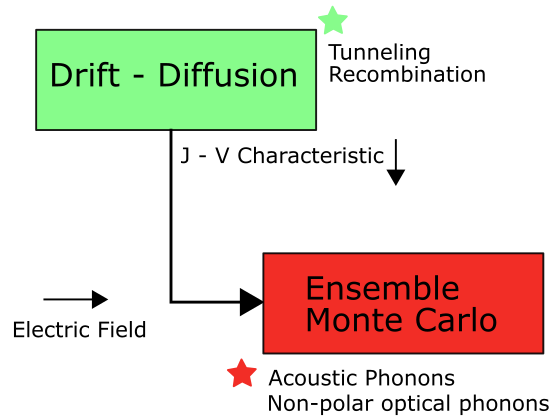 Drift - Diffusion
Tunneling
Recombination
J - V Characteristic
Electric Field
Ensemble
Monte Carlo
Acoustic Phonons
Non-polar optical phonons